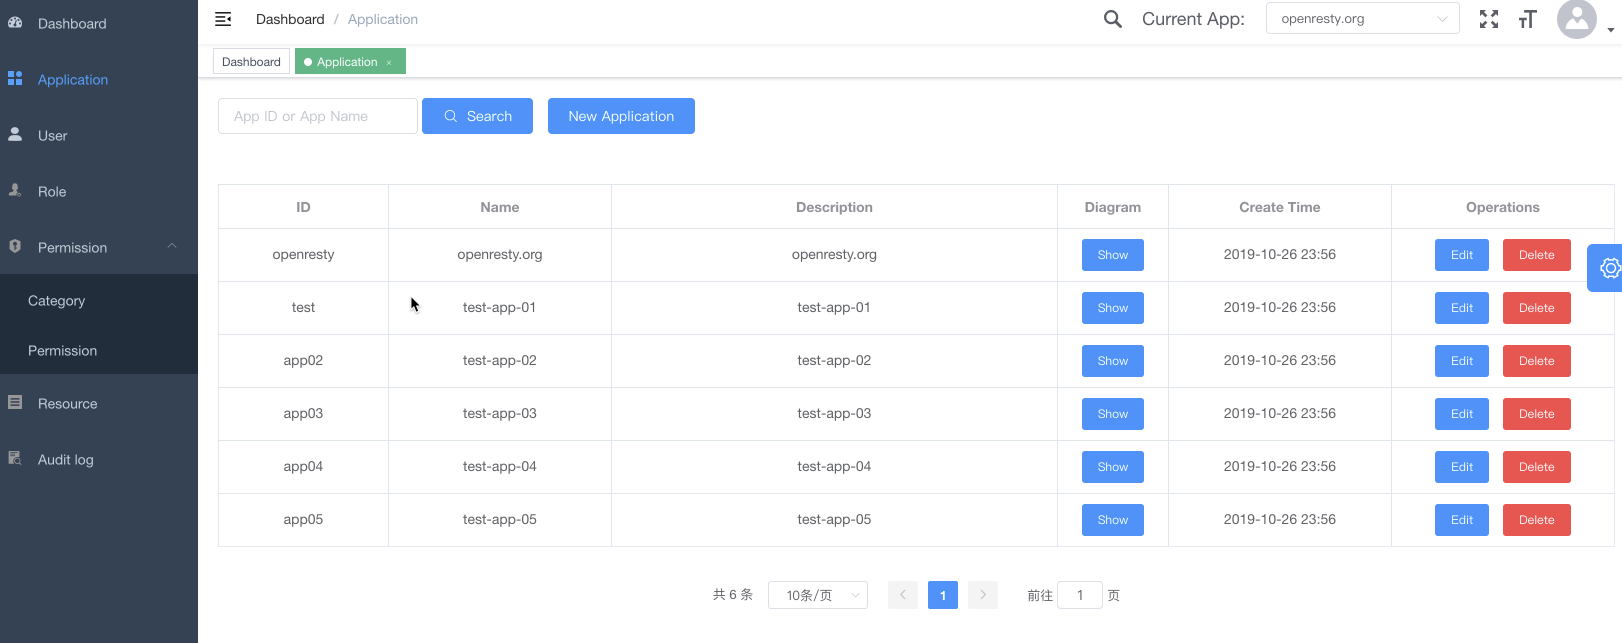 Dashboard
Application
User
Role
Permission
Category
Permission
Resource
Audit log
Dashboard / Application
Current App: openresty.org
Dashboard
Application ×
App ID or App Name
Search
New Application
ID Name Description Diagram Create Time Operations
openresty openresty.org openresty.org Show 2019-10-26 23:56 Edit Delete
test test-app-01 test-app-01 Show 2019-10-26 23:56 Edit Delete
app02 test-app-02 test-app-02 Show 2019-10-26 23:56 Edit Delete
app03 test-app-03 test-app-03 Show 2019-10-26 23:56 Edit Delete
app04 test-app-04 test-app-04 Show 2019-10-26 23:56 Edit Delete
app05 test-app-05 test-app-05 Show 2019-10-26 23:56 Edit Delete
共 6 条 10条/页 1 前往 1 页